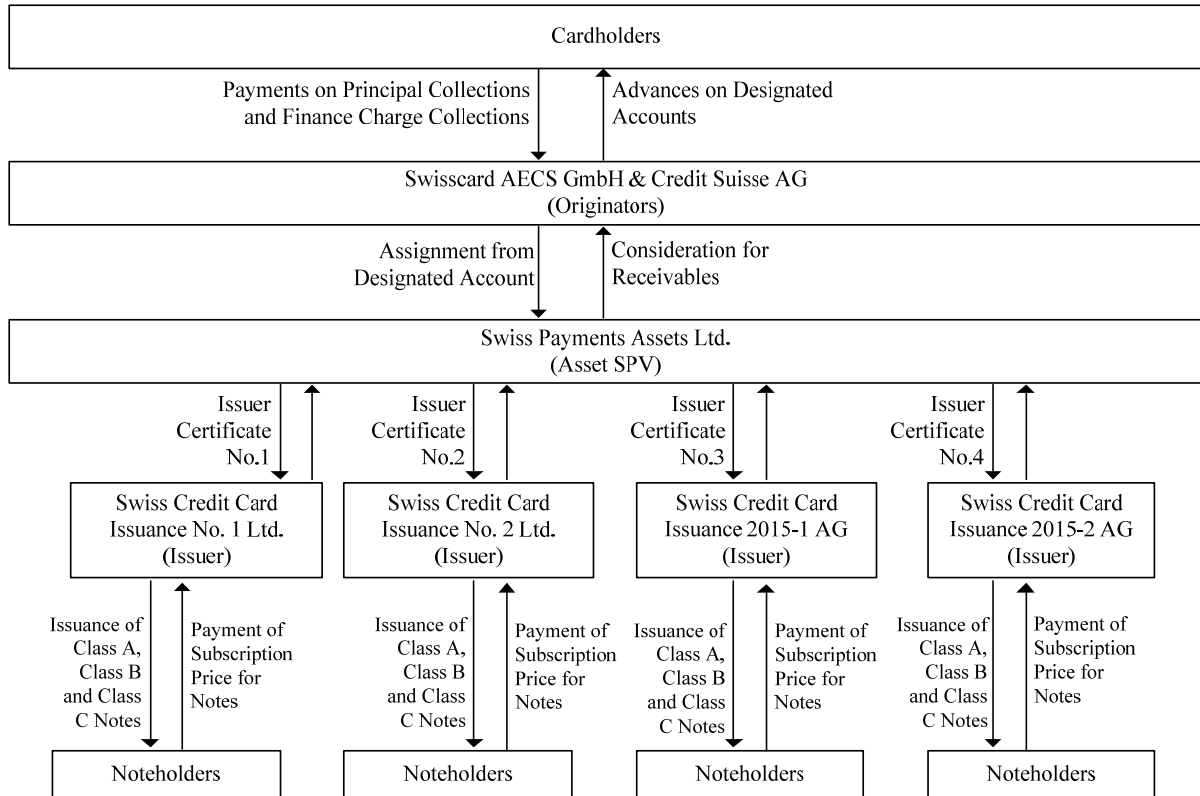 Cardholders
Payments on Principal Collections
and Finance Charge Collections
Advances on Designated
Accounts
Swisscard AECS GmbH & Credit Suisse AG
(Originators)
Assignment from
Designated Account
Consideration for
Receivables
Swiss Payments Assets Ltd.
(Asset SPV)
Issuer
Certificate
No.1
Issuer
Certificate
No.2
Issuer
Certificate
No.3
Issuer
Certificate
No.4
Swiss Credit Card
Issuance No. 1 Ltd.
(Issuer)
Swiss Credit Card
Issuance No. 2 Ltd.
(Issuer)
Swiss Credit Card
Issuance 2015-1 AG
(Issuer)
Swiss Credit Card
Issuance 2015-2 AG
(Issuer)
Issuance of
Class A,
Class B
and Class
C Notes
Payment of
Subscription
Price for
Notes
Issuance of
Class A,
Class B
and Class
C Notes
Payment of
Subscription
Price for
Notes
Issuance of
Class A,
Class B
and Class
C Notes
Payment of
Subscription
Price for
Notes
Issuance of
Class A,
Class B
and Class
C Notes
Payment of
Subscription
Price for
Notes
Noteholders
Noteholders
Noteholders
Noteholders